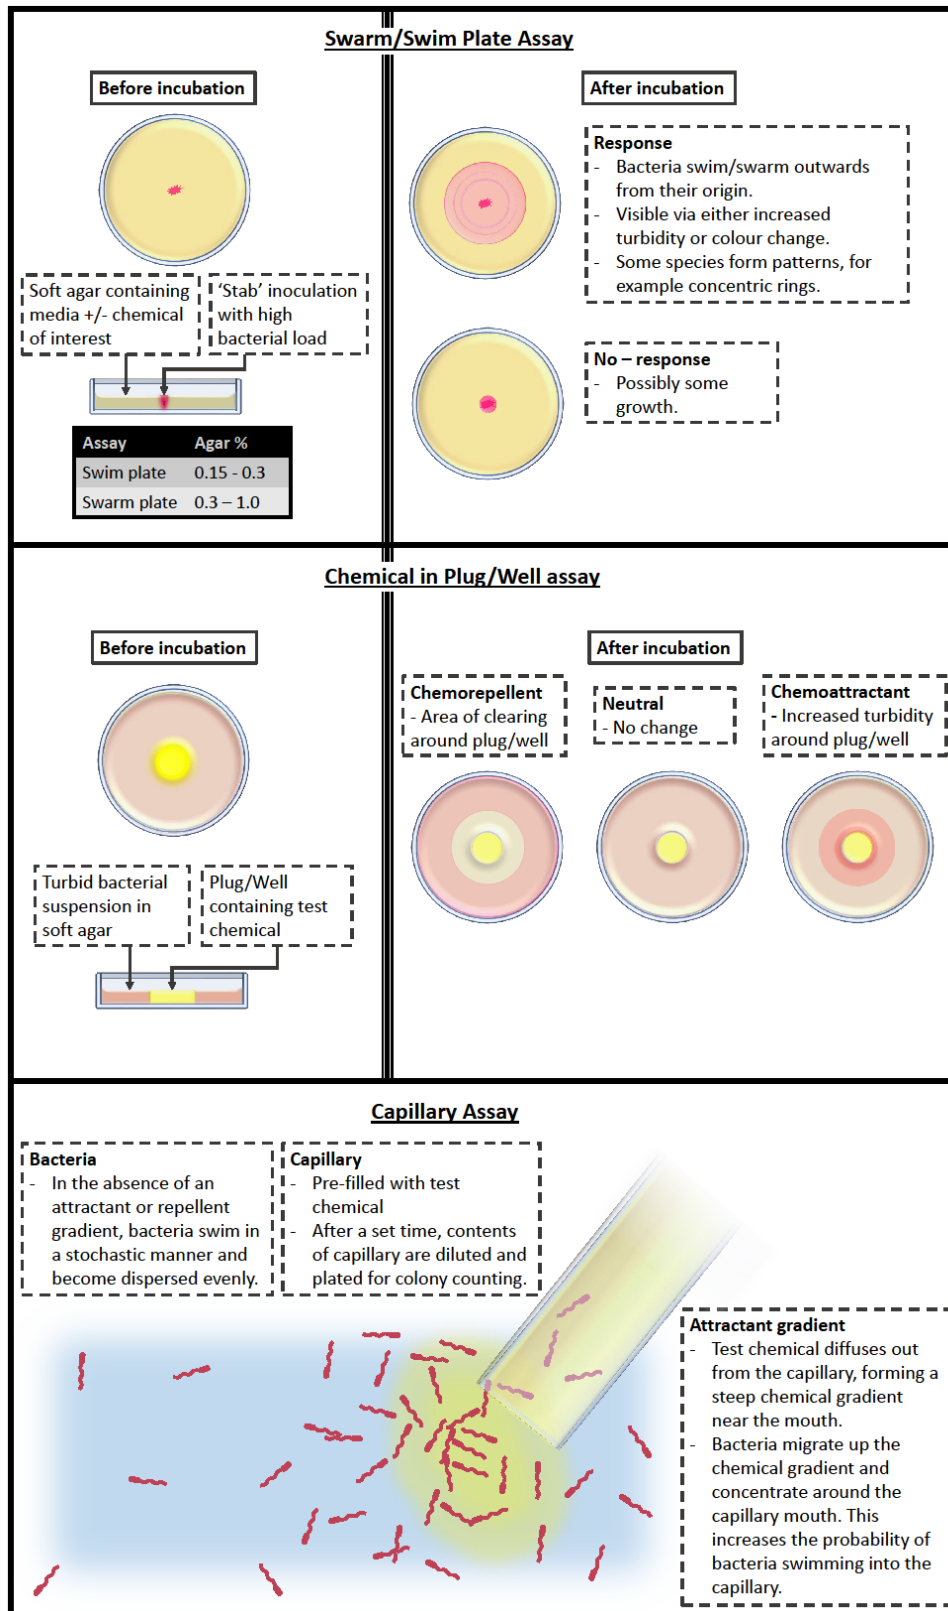 Swarm/Swim Plate Assay
Before incubation
After incubation
Soft agar containing
media +/- chemical
of interest
‘Stab’ inoculation
with high
bacterial load
Assay Agar %
Swim plate 0.15 - 0.3
Swarm plate 0.3 – 1.0
Response
- Bacteria swim/swarm outwards
from their origin.
- Visible via either increased
turbidity or colour change.
- Some species form patterns, for
example concentric rings.
No – response
- Possibly some
growth.
Chemical in Plug/Well assay
Before incubation
After incubation
Turbid bacterial
suspension in
soft agar
Plug/Well
containing test
chemical
Chemorepellent
- Area of clearing
around plug/well
Neutral
- No change
Chemoattractant
- Increased turbidity
around plug/well
Capillary Assay
Bacteria
- In the absence of an
attractant or repellent
gradient, bacteria swim in
a stochastic manner and
become dispersed evenly.
Capillary
- Pre-filled with test
chemical
- After a set time, contents
of capillary are diluted and
plated for colony counting.
Attractant gradient
- Test chemical diffuses out
from the capillary, forming a
steep chemical gradient
near the mouth.
- Bacteria migrate up the
chemical gradient and
concentrate around the
capillary mouth. This
increases the probability of
bacteria swimming into the
capillary.